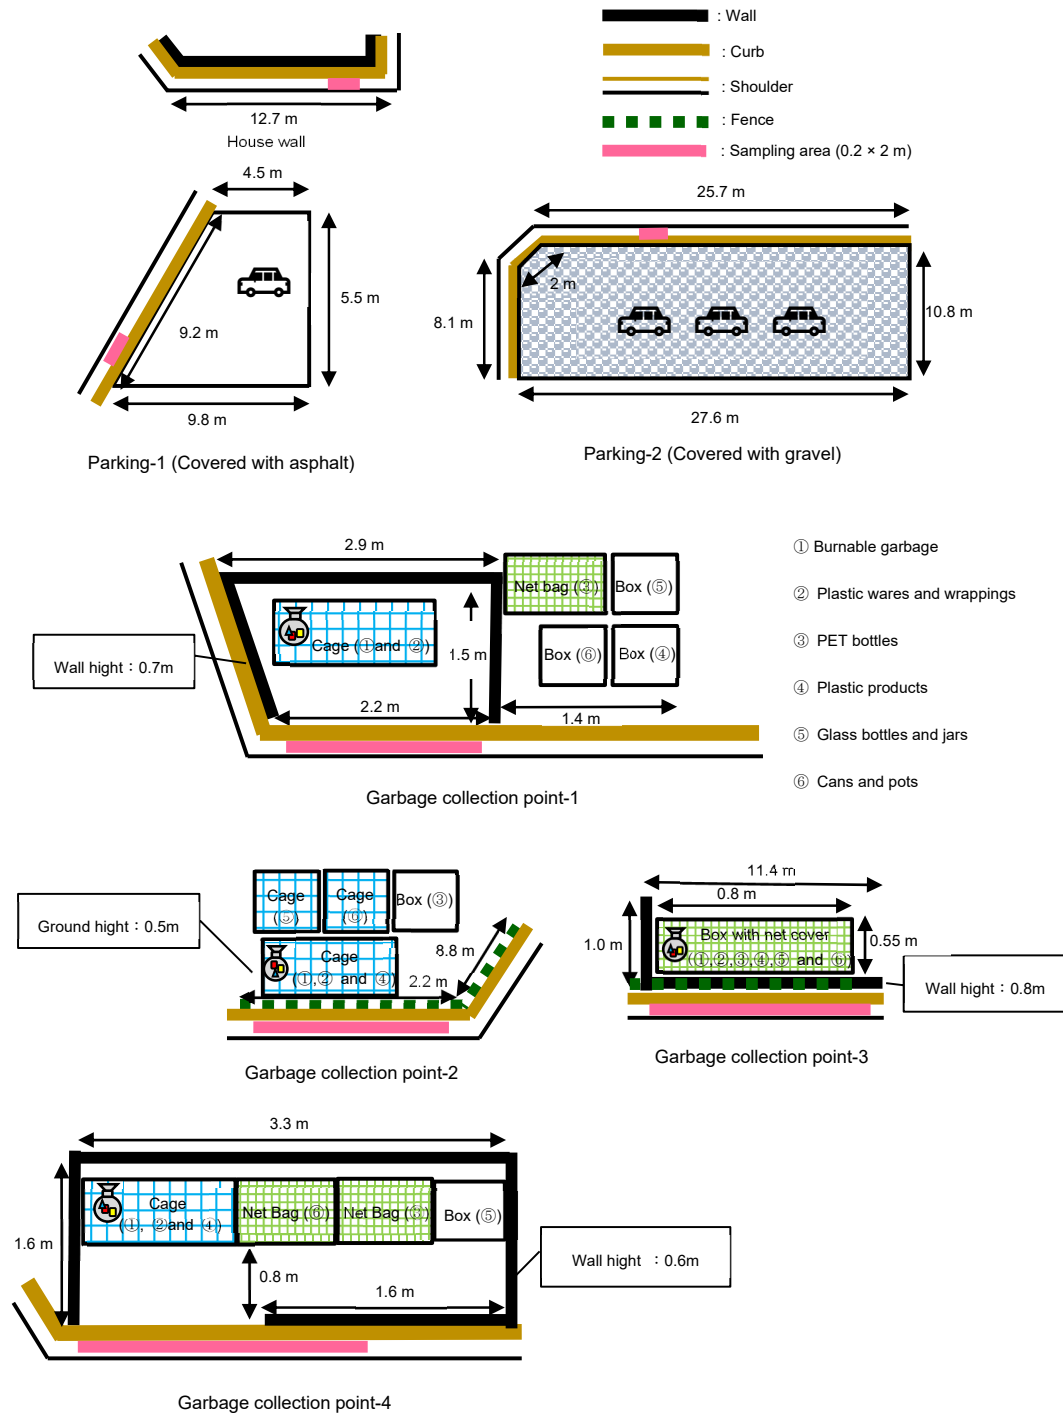 : Wall
: Curb
: Shoulder
: Fence
: Sampling area (0.2 × 2 m)
12.7 m
House wall
4.5 m
5.5 m
9.2 m
9.8 m
Parking-1 (Covered with asphalt)
25.7 m
2 m
8.1 m
10.8 m
27.6 m
Parking-2 (Covered with gravel)
2.9 m
Net bag (③)
Box (⑤)
Cage (①and ②)
1.5 m
Box (⑥)
Box (④)
Wall hight：0.7m
2.2 m
1.4 m
Garbage collection point-1
① Burnable garbage
② Plastic wares and wrappings
③ PET bottles
④ Plastic products
⑤ Glass bottles and jars
⑥ Cans and pots
Cage
(⑤)
Cage
(⑥)
Box (③)
Ground hight：0.5m
Cage
(①,② and ④)
8.8 m
2.2 m
Garbage collection point-2
11.4 m
0.8 m
1.0 m
Box with net cover
(①,②,③,④,⑤ and ⑥)
0.55 m
Wall hight：0.8m
Garbage collection point-3
3.3 m
Cage
(①, ②and ④)
Net Bag (⑥)
Net Bag (③)
Box (⑤)
1.6 m
0.8 m
1.6 m
Wall hight ：0.6m
Garbage collection point-4